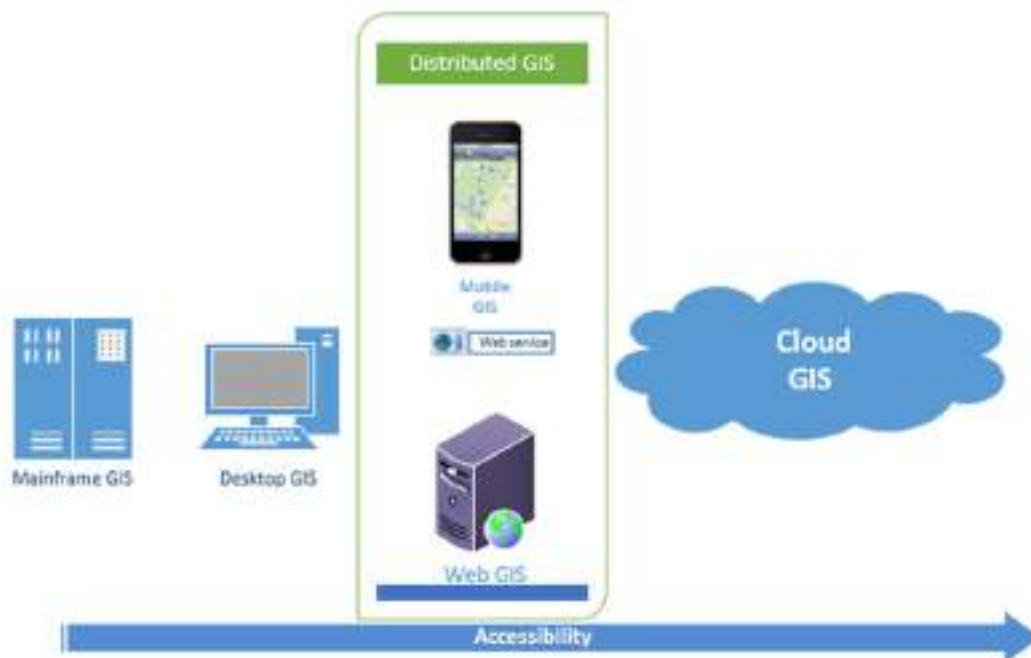 Distributed GIS
Mobile
GIS
Web service
Cloud
GIS
Mainframe GIS
Desktop GIS
Web GIS
Accessibility